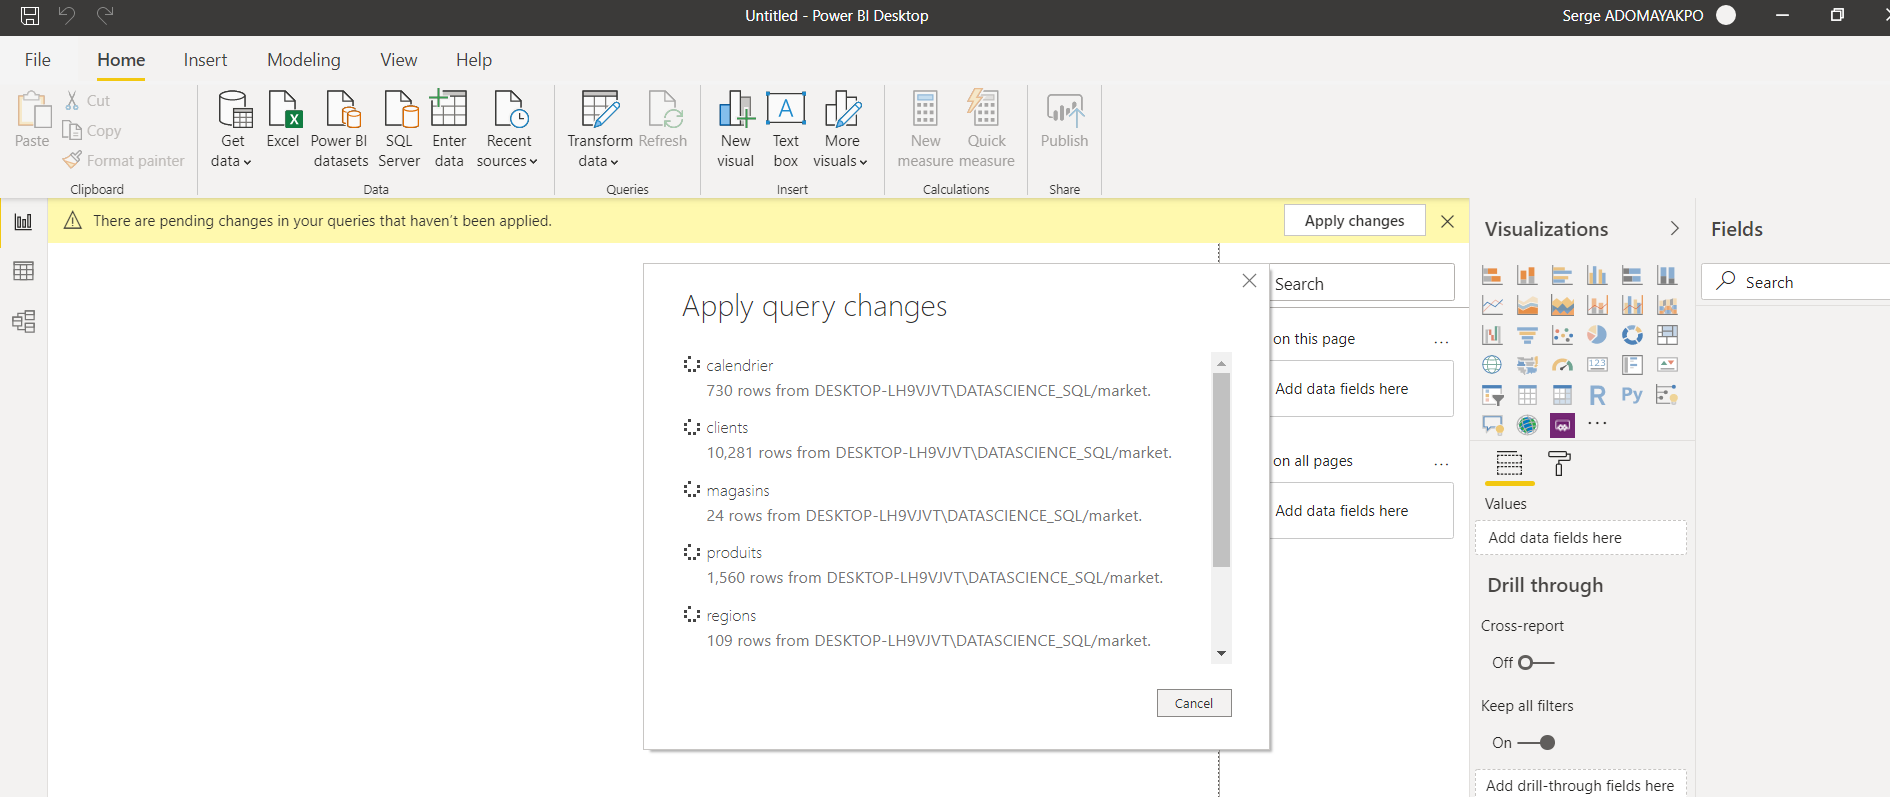 Untitled - Power BI Desktop
Serge ADOMAYAKPO
File
Home
Insert
Modeling
View
Help
Paste
Cut
Copy
Format painter
Clipboard
Get
data
Excel
Power BI
datasets
SQL
Server
Enter
data
Recent
sources
Data
Transform
data
Refresh
Queries
New
visual
Text
box
More
visuals
Insert
New
measure
Quick
measure
Calculations
Publish
Share
There are pending changes in your queries that haven't been applied.
Apply changes
Apply query changes
calendrier
730 rows from DESKTOP-LH9VJVT\DATASCIENCE_SQL/market.
clients
10,281 rows from DESKTOP-LH9VJVT\DATASCIENCE_SQL/market.
magasins
24 rows from DESKTOP-LH9VJVT\DATASCIENCE_SQL/market.
produits
1,560 rows from DESKTOP-LH9VJVT\DATASCIENCE_SQL/market.
regions
109 rows from DESKTOP-LH9VJVT\DATASCIENCE_SQL/market.
Cancel
Search
on this page
...
Add data fields here
on all pages
...
Add data fields here
Visualizations
123
R
Py
...
Values
Add data fields here
Drill through
Cross-report
Off
Keep all filters
On
Add drill-through fields here
Fields
Search